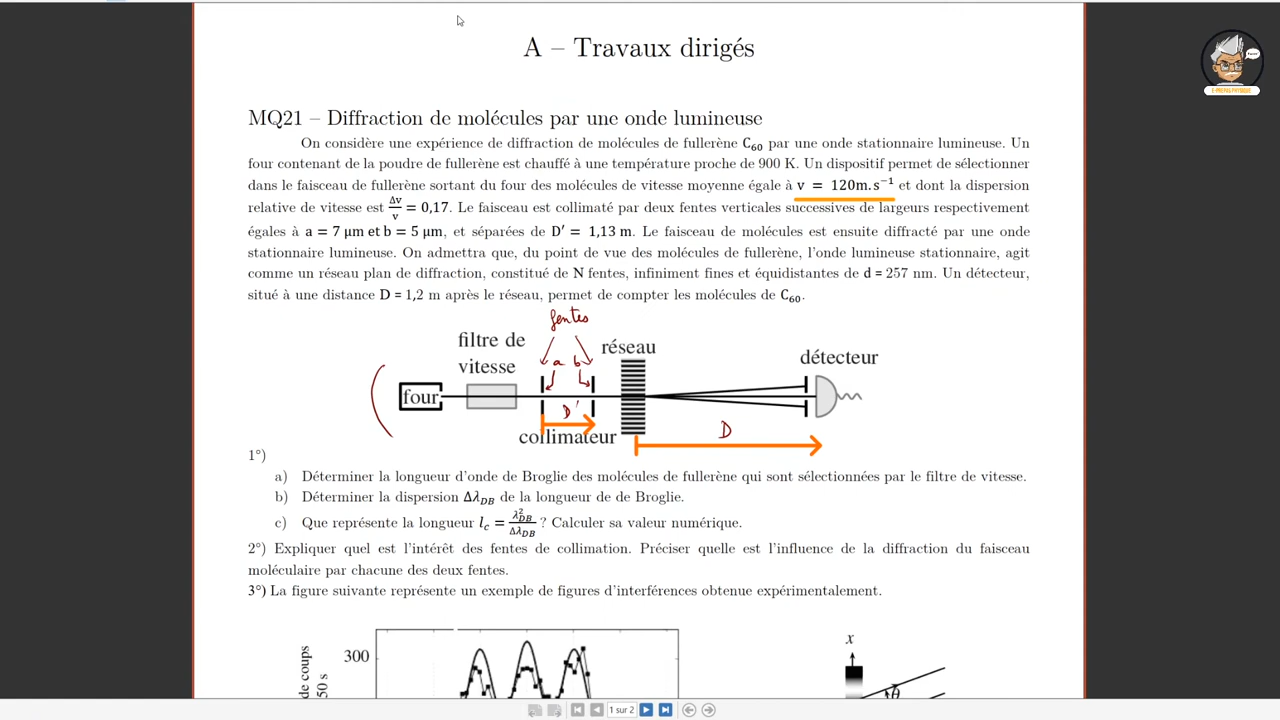 A – Travaux dirigés
MQ21 – Diffraction de molécules par une onde lumineuse
On considère une expérience de diffraction de molécules de fullerène C₆₀ par une onde stationnaire lumineuse. Un
four contenant de la poudre de fullerène est chauffé à une température proche de 900 K. Un dispositif permet de sélectionner
dans le faisceau de fullerène sortant du four des molécules de vitesse moyenne égale à v = 120m.s⁻¹ et dont la dispersion
relative de vitesse est Δv/v = 0,17. Le faisceau est collimaté par deux fentes verticales successives de largeurs respectivement
égales à a = 7 μm et b = 5 μm, et séparées de D′ = 1,13 m. Le faisceau de molécules est ensuite diffracté par une onde
stationnaire lumineuse. On admettra que, du point de vue des molécules de fullerène, l'onde lumineuse stationnaire, agit
comme un réseau plan de diffraction, constitué de N fentes, infiniment fines et équidistantes de d = 257 nm. Un détecteur,
situé à une distance D = 1,2 m après le réseau, permet de compter les molécules de C₆₀.
fentes
filtre de
vitesse
a b
réseau
détecteur
four
D'
collimateur
D
1°)
a) Déterminer la longueur d'onde de Broglie des molécules de fullerène qui sont sélectionnées par le filtre de vitesse.
b) Déterminer la dispersion Δλ_DB de la longueur de de Broglie.
c) Que représente la longueur l_c = λ²_DB/Δλ_DB ? Calculer sa valeur numérique.
2°) Expliquer quel est l'intérêt des fentes de collimation. Préciser quelle est l'influence de la diffraction du faisceau
moléculaire par chacune des deux fentes.
3°) La figure suivante représente un exemple de figures d'interférences obtenue expérimentalement.
300
de coups
50 s
x
θ
1 sur 2